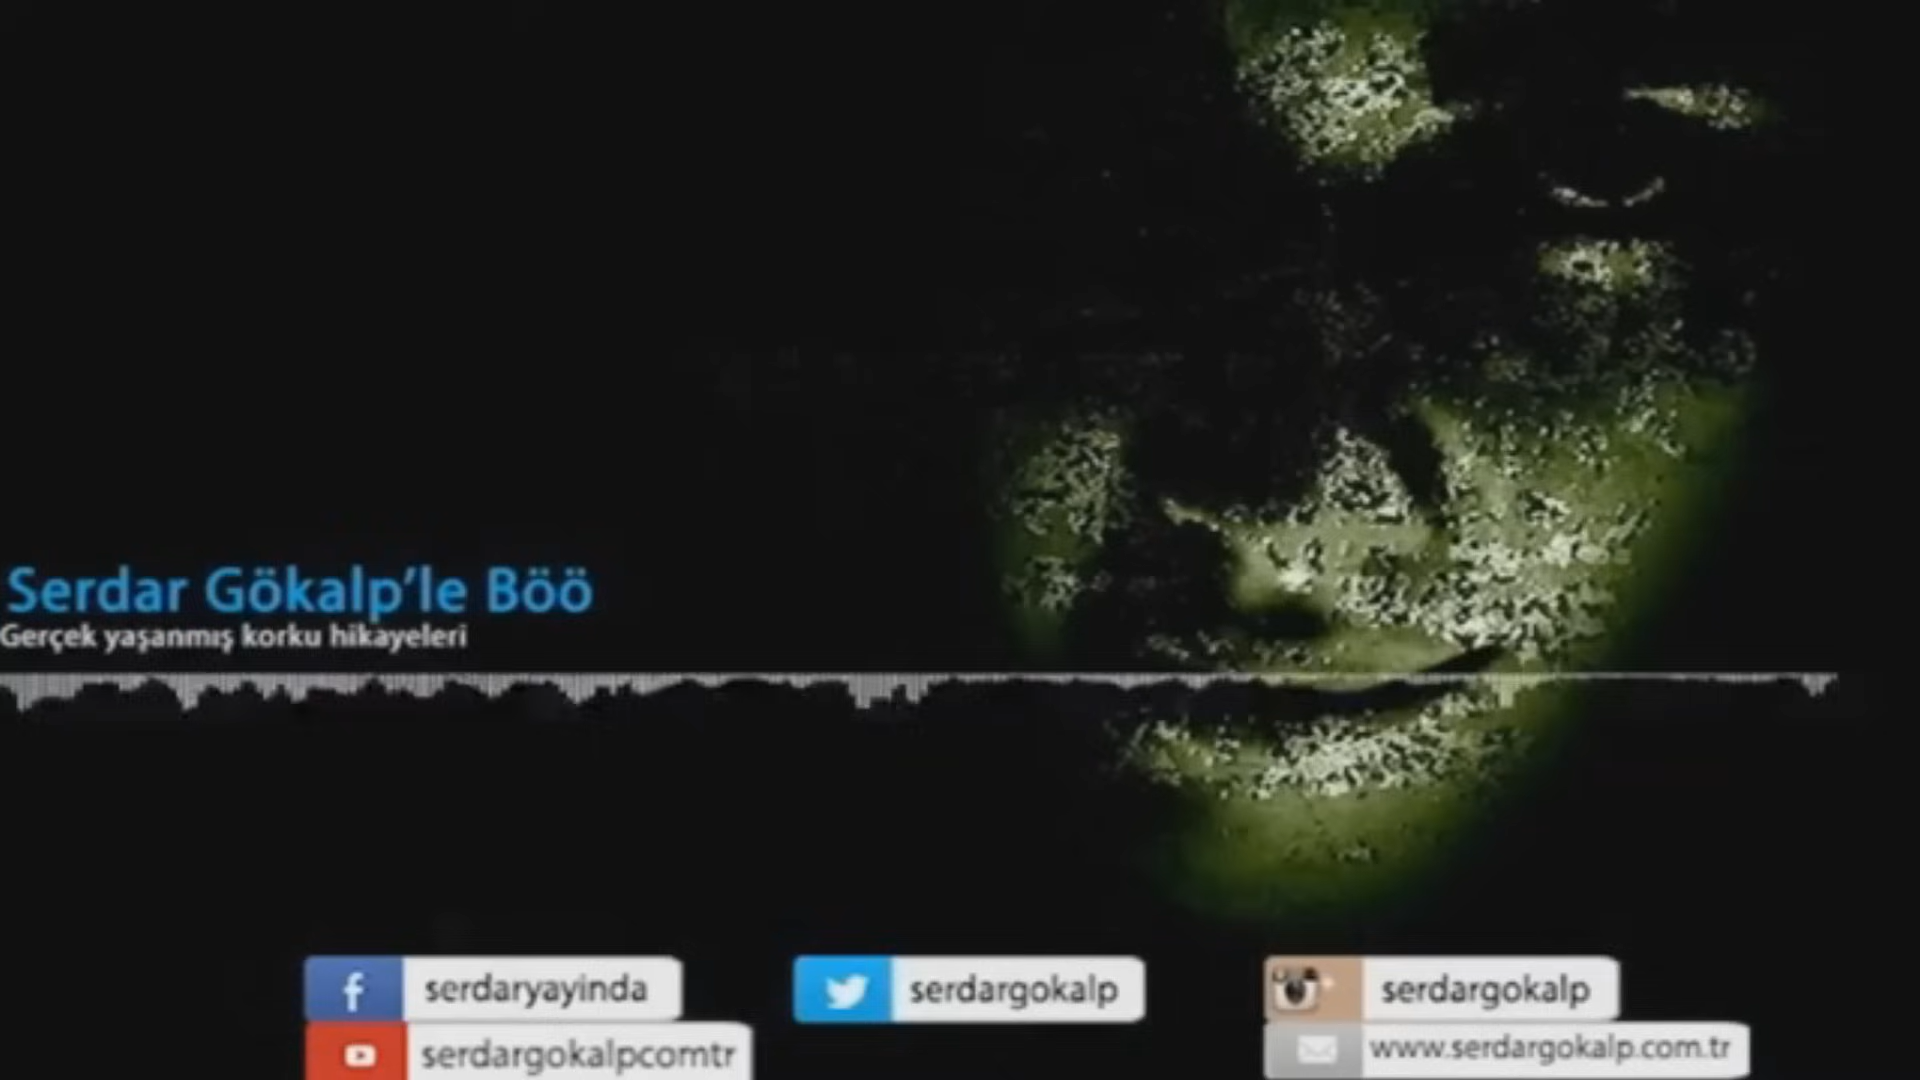 Serdar Gökalp'le Böö
Gerçek yaşanmış korku hikayeleri
serdaryayinda
serdargokalp
serdargokalp
serdargokalpcomtr
www.serdargokalp.com.tr